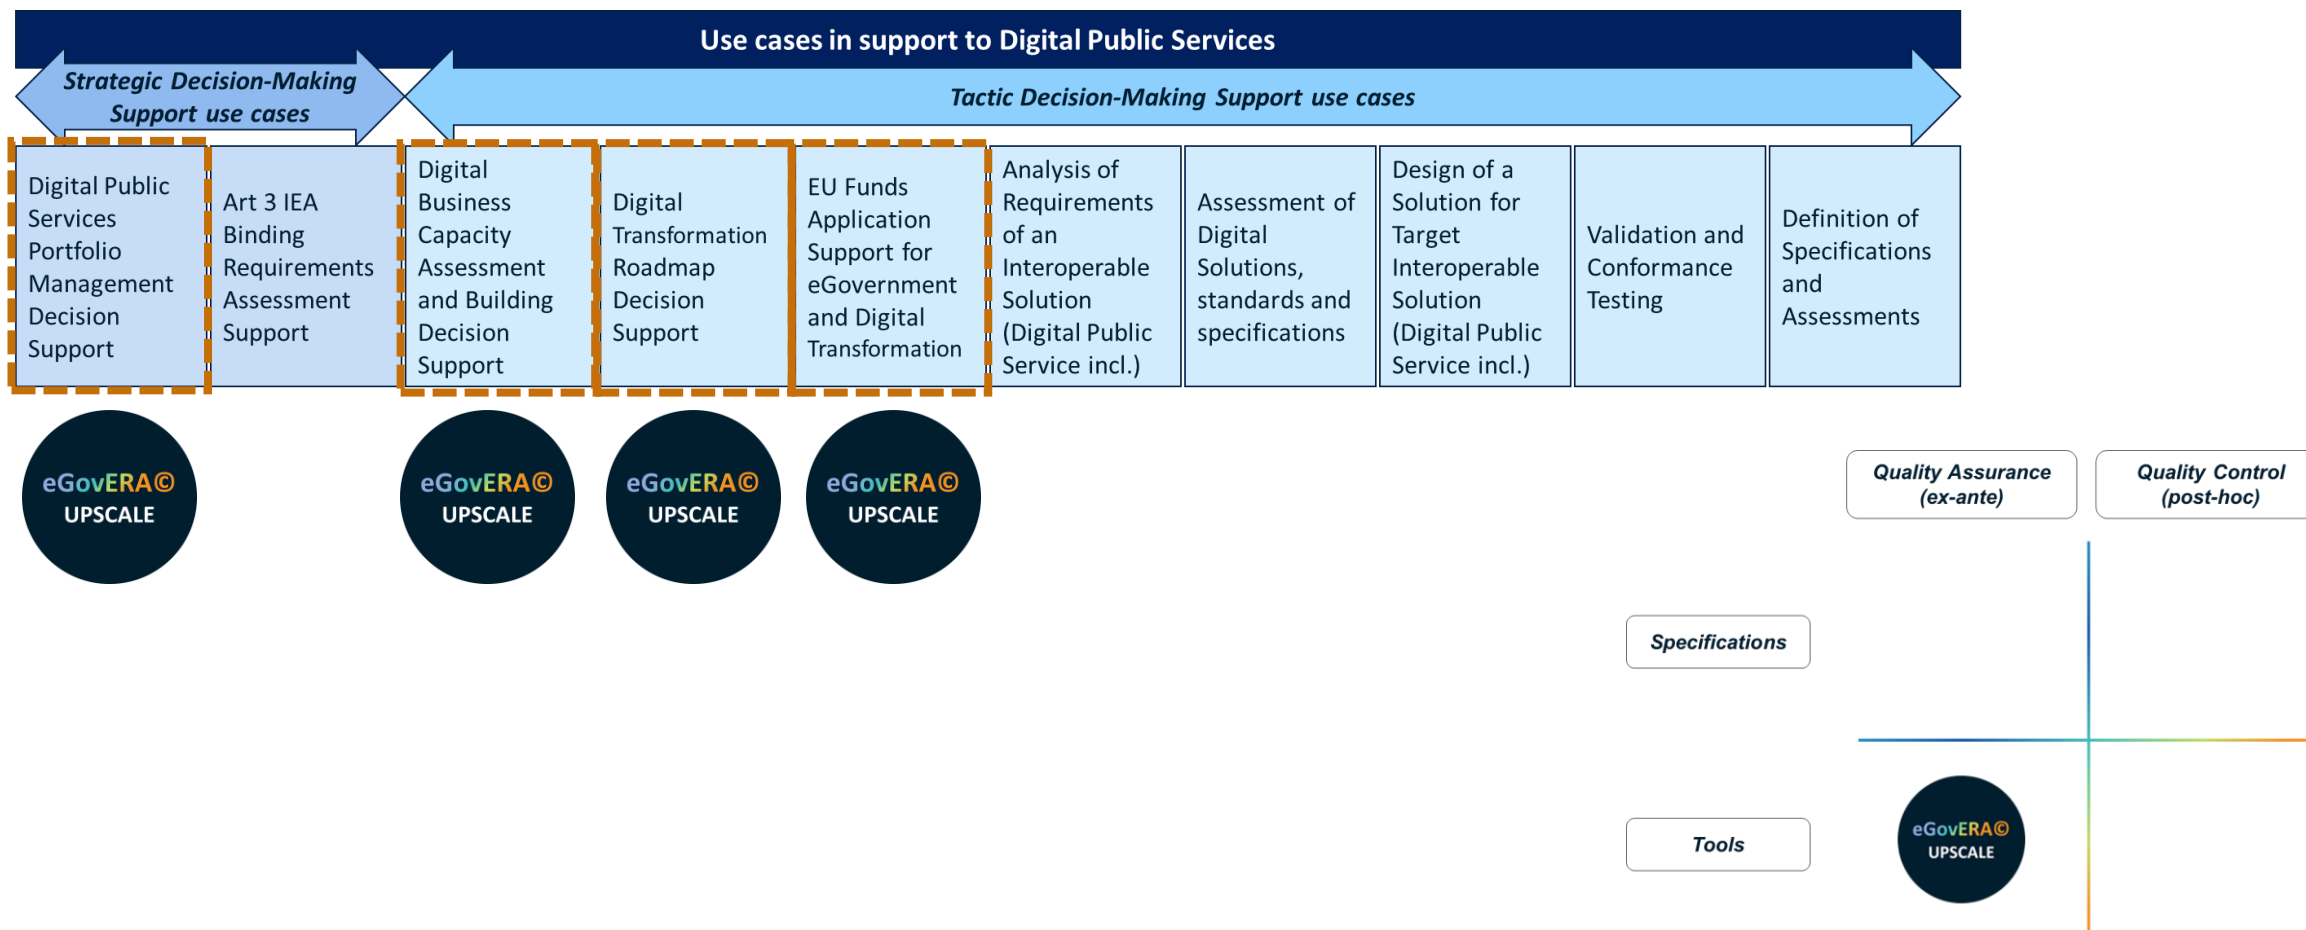 Use cases in support to Digital Public Services
Strategic Decision-Making
Support use cases
Tactic Decision-Making Support use cases
Digital Public
Services
Portfolio
Management
Decision
Support
Art 3 IEA
Binding
Requirements
Assessment
Support
Digital
Business
Capacity
Assessment
and Building
Decision
Support
Digital
Transformation
Roadmap
Decision
Support
EU Funds
Application
Support for
eGovernment
and Digital
Transformation
Analysis of
Requirements
of an
Interoperable
Solution
(Digital Public
Service incl.)
Assessment of
Digital
Solutions,
standards and
specifications
Design of a
Solution for
Target
Interoperable
Solution
(Digital Public
Service incl.)
Validation and
Conformance
Testing
Definition of
Specifications
and
Assessments
eGovERA©
UPSCALE
eGovERA©
UPSCALE
eGovERA©
UPSCALE
eGovERA©
UPSCALE
Quality Assurance
(ex-ante)
Quality Control
(post-hoc)
Specifications
Tools
eGovERA©
UPSCALE